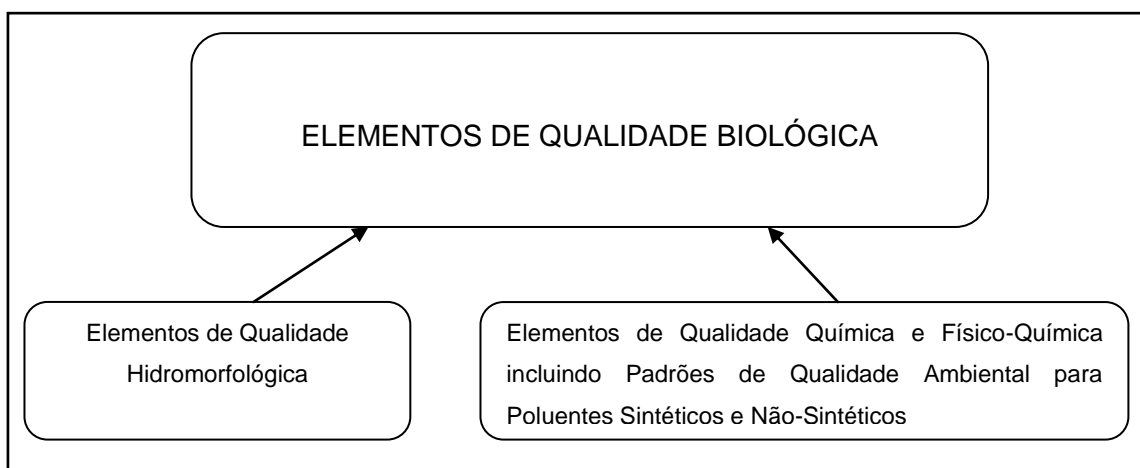 ELEMENTOS DE QUALIDADE BIOLÓGICA
Elementos de Qualidade
Hidromorfológica
Elementos de Qualidade Química e Físico-Química
incluindo Padrões de Qualidade Ambiental para
Poluentes Sintéticos e Não-Sintéticos